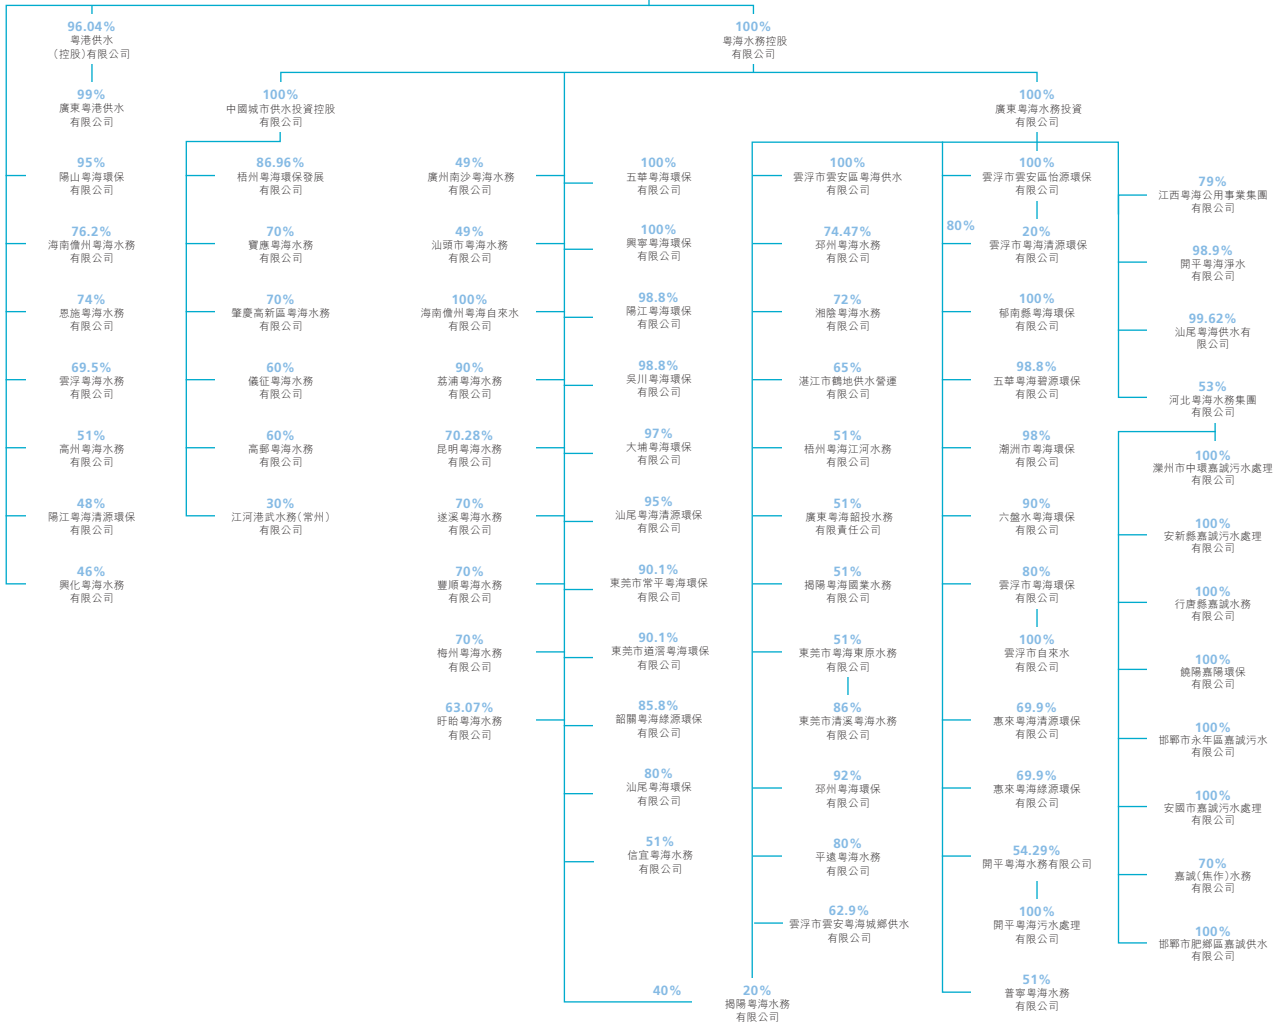 96.04%
粵港供水
（控股）有限公司
100%
粵海水務控股
有限公司
99%
廣東粵港供水
有限公司
100%
中國城市供水投資控股
有限公司
100%
廣東粵海水務投資
有限公司
95%
陽山粵海環保
有限公司
76.2%
海南儋州粵海水務
有限公司
74%
恩施粵海水務
有限公司
69.5%
雲浮粵海水務
有限公司
51%
高州粵海水務
有限公司
48%
陽江粵海清源環保
有限公司
46%
興化粵海水務
有限公司
86.96%
梧州粵海環保發展
有限公司
70%
寶應粵海水務
有限公司
70%
肇慶高新區粵海水務
有限公司
60%
儀征粵海水務
有限公司
60%
高郵粵海水務
有限公司
30%
江河港武水務（常州）
有限公司
49%
廣州南沙粵海水務
有限公司
49%
汕頭市粵海水務
有限公司
100%
海南儋州粵海自來水
有限公司
90%
荔浦粵海水務
有限公司
70.28%
昆明粵海水務
有限公司
70%
遂溪粵海水務
有限公司
70%
豐順粵海水務
有限公司
70%
梅州粵海水務
有限公司
63.07%
盱眙粵海水務
有限公司
100%
五華粵海環保
有限公司
100%
興寧粵海環保
有限公司
98.8%
陽江粵海環保
有限公司
98.8%
吳川粵海環保
有限公司
97%
大埔粵海環保
有限公司
95%
汕尾粵海清源環保
有限公司
90.1%
東莞市常平粵海環保
有限公司
90.1%
東莞市道滘粵海環保
有限公司
85.8%
韶關粵海綠源環保
有限公司
80%
汕尾粵海環保
有限公司
51%
信宜粵海水務
有限公司
100%
雲浮市雲安區粵海供水
有限公司
74.47%
邳州粵海水務
有限公司
72%
湘陰粵海水務
有限公司
65%
湛江市鶴地供水營運
有限公司
51%
梧州粵海江河水務
有限公司
51%
廣東粵海韶投水務
有限責任公司
51%
揭陽粵海國業水務
有限公司
51%
東莞市粵海東原水務
有限公司
86%
東莞市清溪粵海水務
有限公司
92%
邳州粵海環保
有限公司
80%
平遠粵海水務
有限公司
62.9%
雲浮市雲安粵海城鄉供水
有限公司
40%
20%
揭陽粵海水務
有限公司
100%
雲浮市雲安區怡源環保
有限公司
80%
20%
雲浮市粵海清源環保
有限公司
100%
郁南縣粵海環保
有限公司
98.8%
五華粵海碧源環保
有限公司
98%
潮洲市粵海環保
有限公司
90%
六盤水粵海環保
有限公司
80%
雲浮市粵海環保
有限公司
100%
雲浮市自來水
有限公司
69.9%
惠來粵海清源環保
有限公司
69.9%
惠來粵海綠源環保
有限公司
54.29%
開平粵海水務有限公司
100%
開平粵海污水處理
有限公司
51%
普寧粵海水務
有限公司
79%
江西粵海公用事業集團
有限公司
98.9%
開平粵海淨水
有限公司
99.62%
汕尾粵海供水有
限公司
53%
河北粵海水務集團
有限公司
100%
灤州市中環嘉誠污水處理
有限公司
100%
安新縣嘉誠污水處理
有限公司
100%
行唐縣嘉誠水務
有限公司
100%
饒陽嘉陽環保
有限公司
100%
邯鄲市永年區嘉誠污水
有限公司
100%
安國市嘉誠污水處理
有限公司
70%
嘉誠（焦作）水務
有限公司
100%
邯鄲市肥鄉區嘉誠供水
有限公司